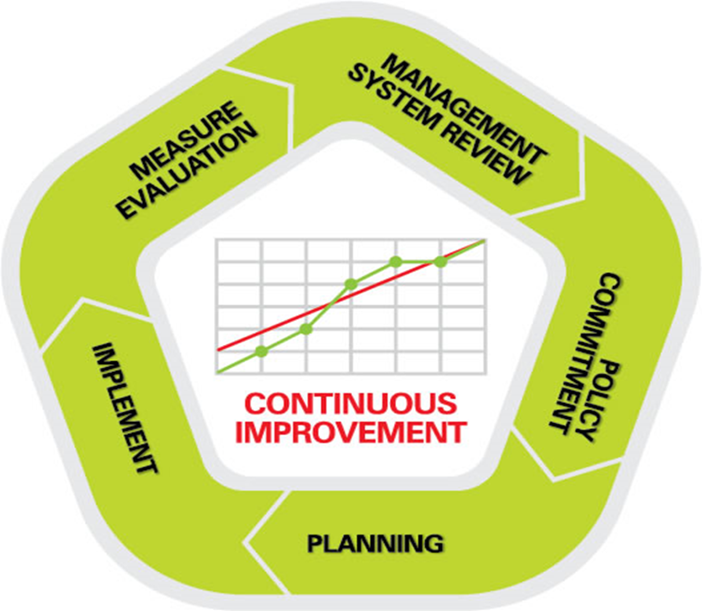 MANAGEMENT
SYSTEM REVIEW
POLICY
COMMITMENT
PLANNING
IMPLEMENT
MEASURE
EVALUATION
CONTINUOUS
IMPROVEMENT